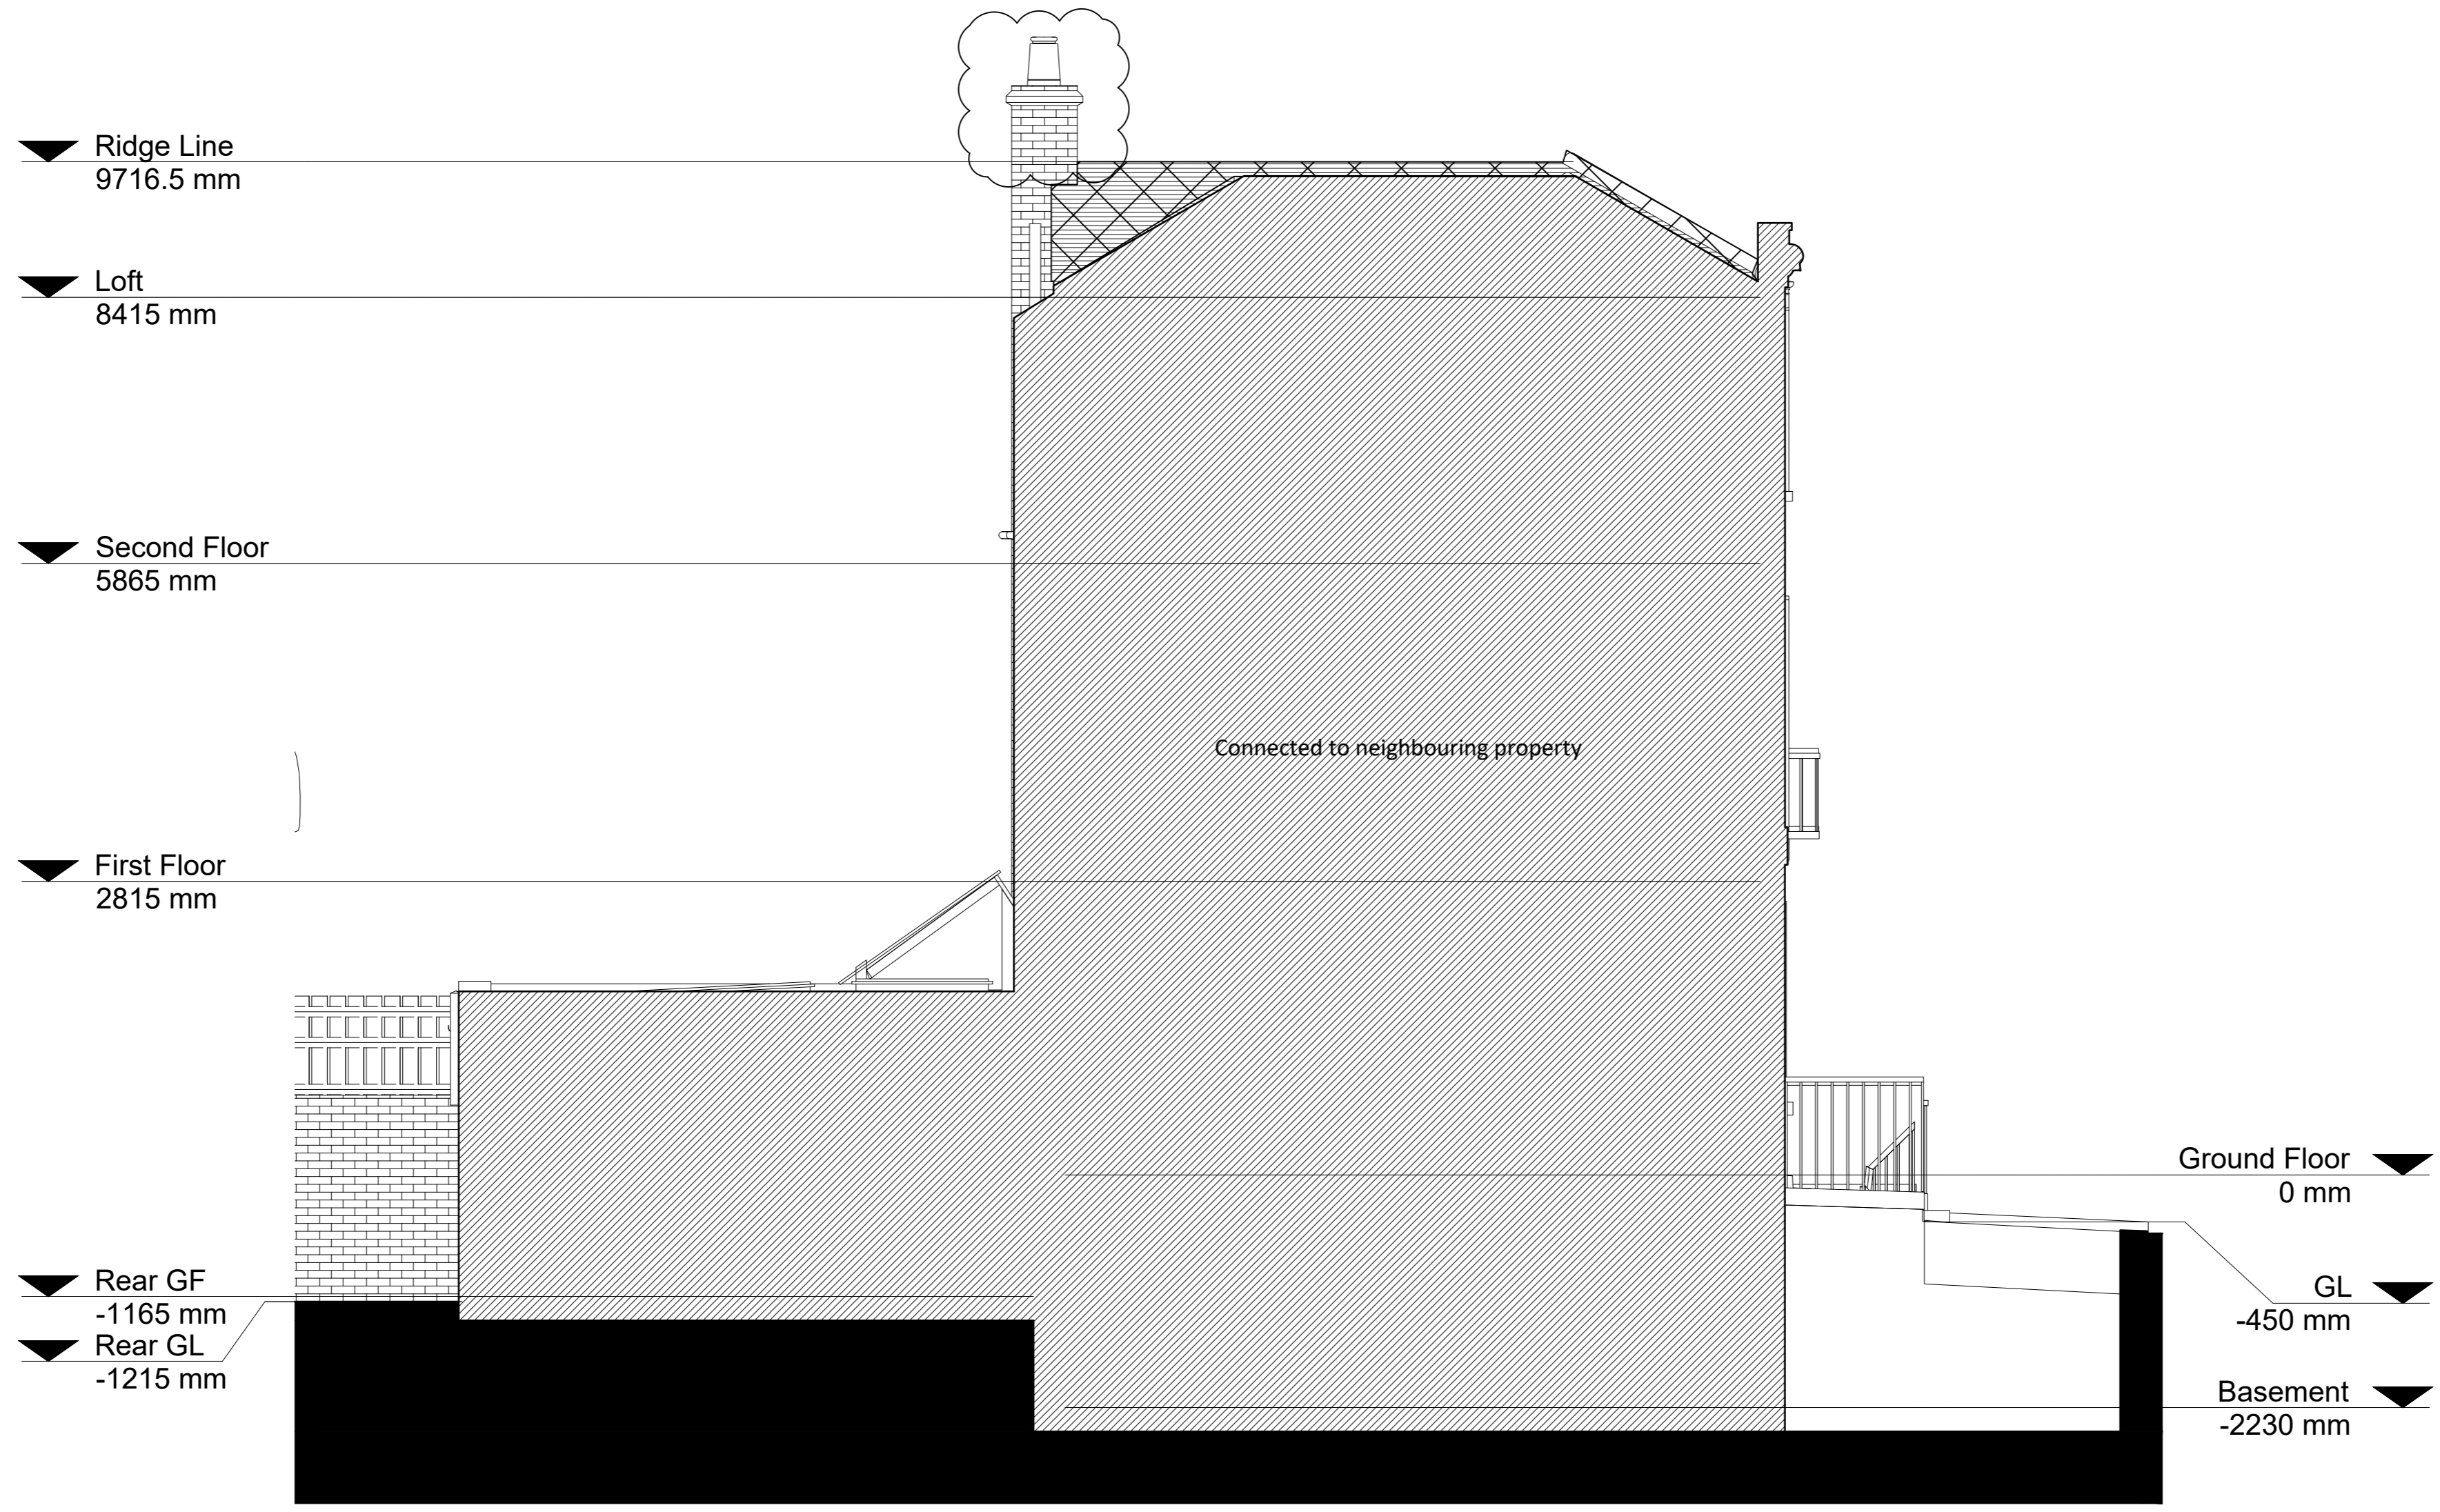 Ridge Line
9716.5 mm
Loft
8415 mm
Second Floor
5865 mm
Connected to neighbouring property
First Floor
2815 mm
Ground Floor
0 mm
Rear GF
-1165 mm
GL
-450 mm
Rear GL
-1215 mm
Basement
-2230 mm